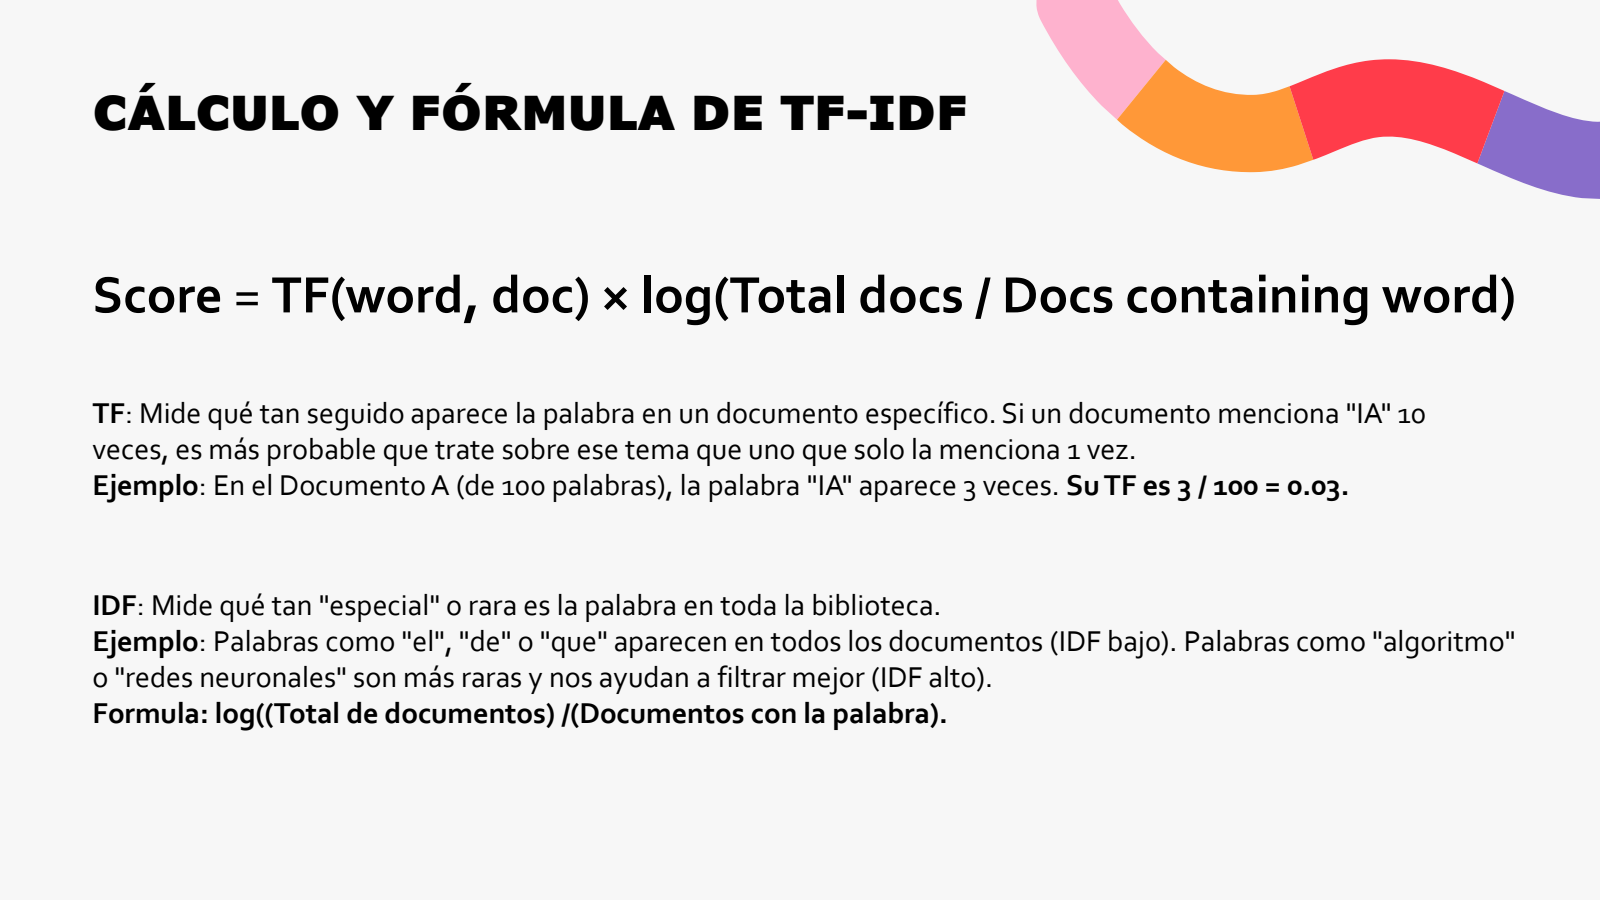 CÁLCULO Y FÓRMULA DE TF-IDF
Score = TF(word, doc) × log(Total docs / Docs containing word)
TF: Mide qué tan seguido aparece la palabra en un documento específico. Si un documento menciona "IA" 10
veces, es más probable que trate sobre ese tema que uno que solo la menciona 1 vez.
Ejemplo: En el Documento A (de 100 palabras), la palabra "IA" aparece 3 veces. Su TF es 3 / 100 = 0.03.
IDF: Mide qué tan "especial" o rara es la palabra en toda la biblioteca.
Ejemplo: Palabras como "el", "de" o "que" aparecen en todos los documentos (IDF bajo). Palabras como "algoritmo"
o "redes neuronales" son más raras y nos ayudan a filtrar mejor (IDF alto).
Formula: log((Total de documentos) /(Documentos con la palabra).